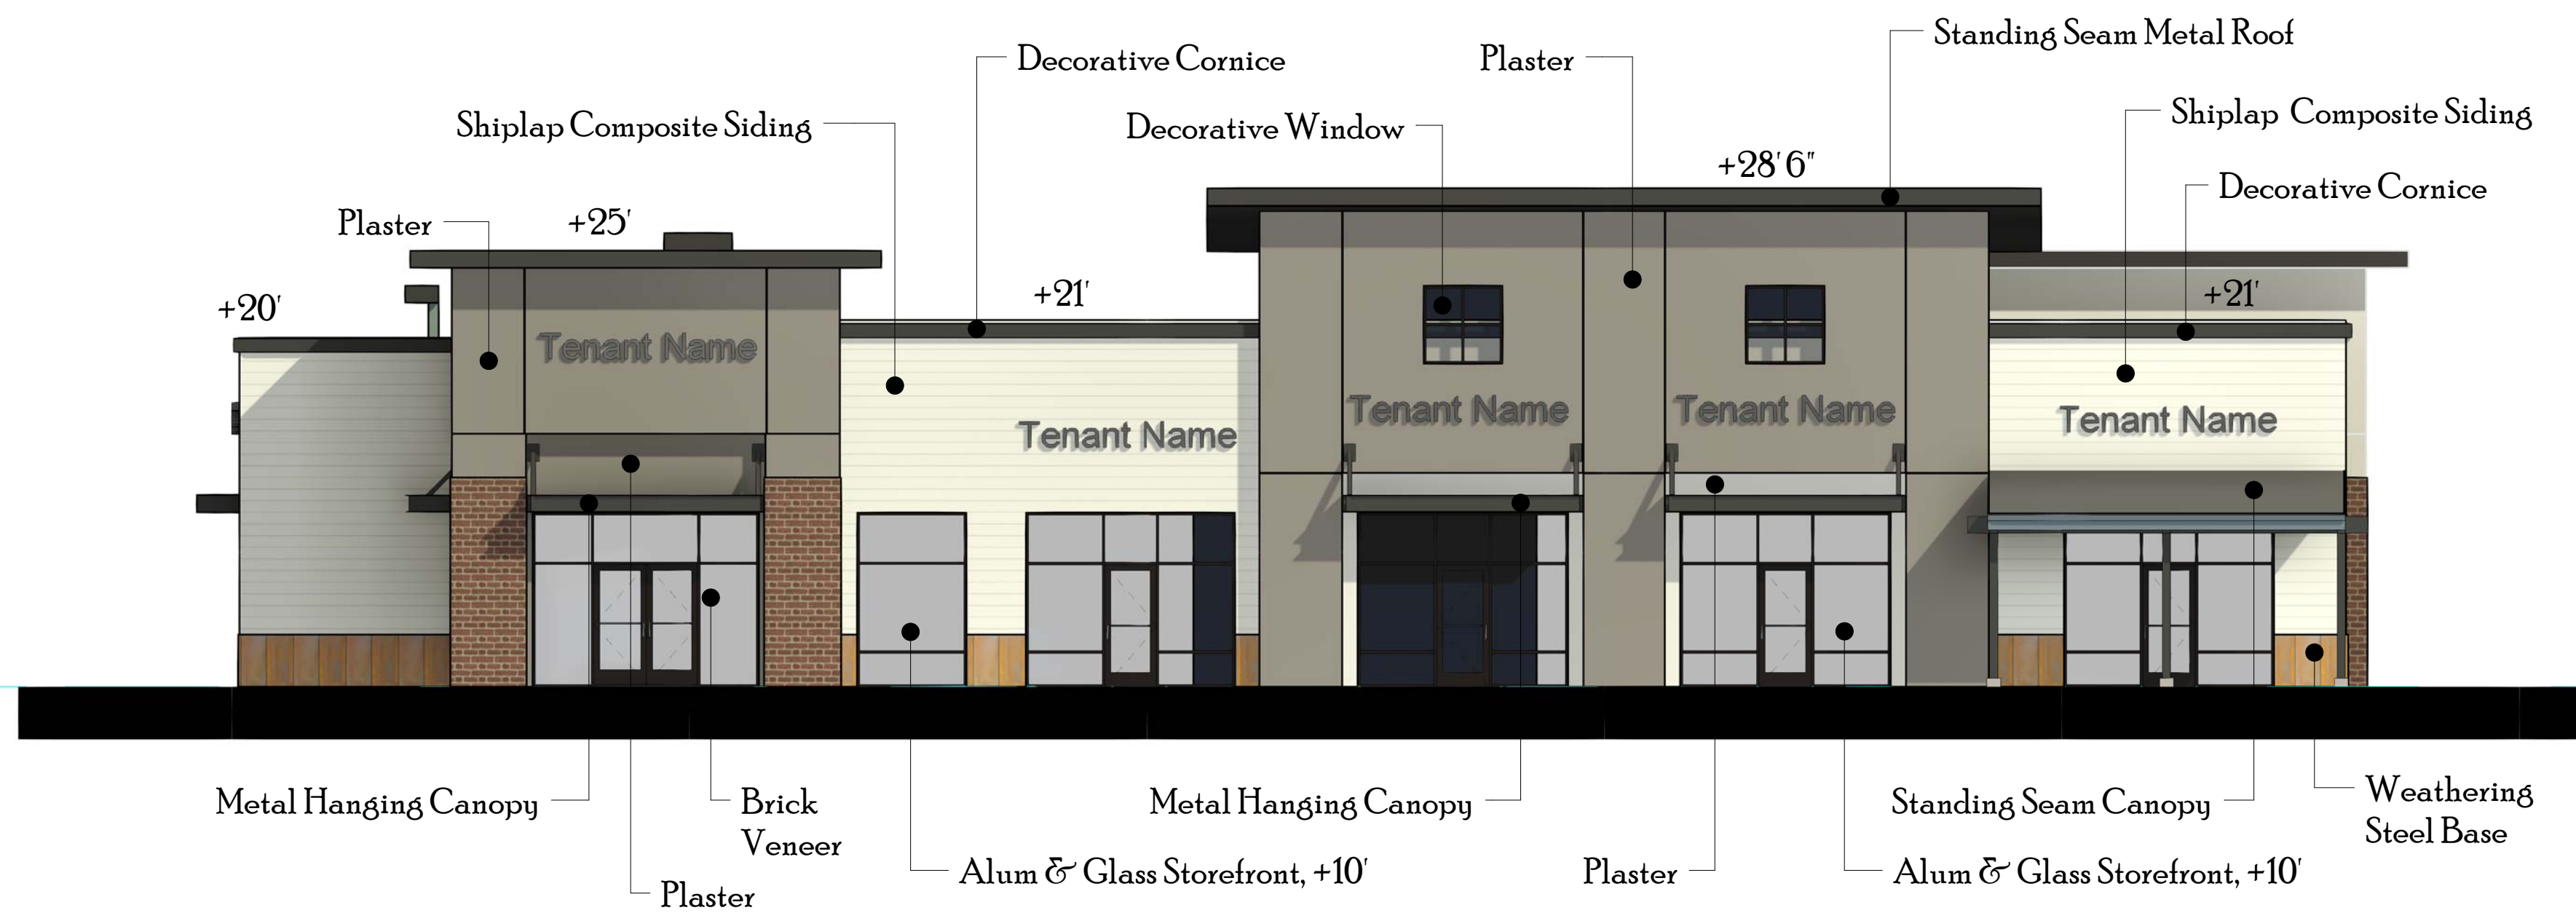 Standing Seam Metal Roof
Decorative Cornice
Plaster
Shiplap Composite Siding
Decorative Window
Shiplap Composite Siding
+28' 6"
Decorative Cornice
Plaster
+25'
+20'
+21'
+21'
Tenant Name
Tenant Name
Tenant Name
Tenant Name
Tenant Name
Metal Hanging Canopy
Brick
Veneer
Metal Hanging Canopy
Standing Seam Canopy
Weathering
Steel Base
Alum & Glass Storefront, +10'
Plaster
Alum & Glass Storefront, +10'
Plaster